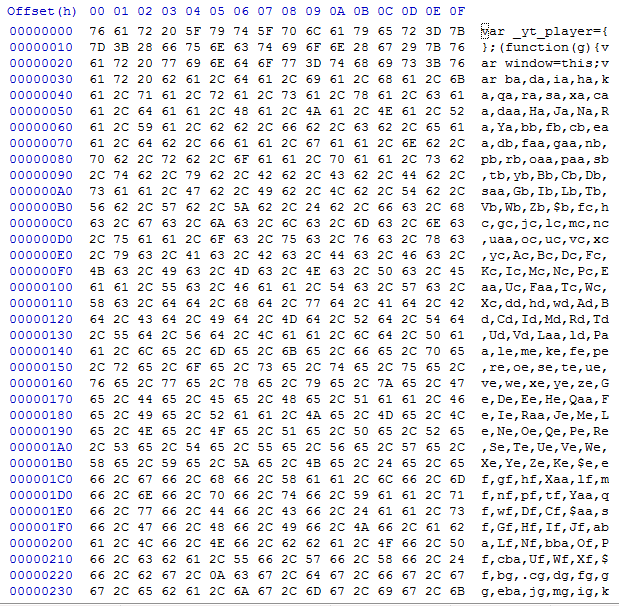 Offset(h) 00 01 02 03 04 05 06 07 08 09 0A 0B 0C 0D 0E 0F
00000000 76 61 72 20 5F 79 74 5F 70 6C 61 79 65 72 3D 7B var _yt_player={
00000010 7D 3B 28 66 75 6E 63 74 69 6F 6E 28 67 29 7B 76 };(function(g){v
00000020 61 72 20 77 69 6E 64 6F 77 3D 74 68 69 73 3B 76 ar window=this;v
00000030 61 72 20 62 61 2C 64 61 2C 69 61 2C 68 61 2C 6B ar ba,da,ia,ha,k
00000040 61 2C 71 61 2C 72 61 2C 73 61 2C 78 61 2C 63 61 a,qa,ra,sa,xa,ca
00000050 61 2C 64 61 61 2C 48 61 2C 4A 61 2C 4E 61 2C 52 a,daa,Ha,Ja,Na,R
00000060 61 2C 59 61 2C 62 62 2C 66 62 2C 63 62 2C 65 61 a,Ya,bb,fb,cb,ea
00000070 61 2C 64 62 2C 66 61 61 2C 67 61 61 2C 6E 62 2C a,db,faa,gaa,nb,
00000080 70 62 2C 72 62 2C 6F 61 61 2C 70 61 61 2C 73 62 pb,rb,oaa,paa,sb
00000090 2C 74 62 2C 79 62 2C 42 62 2C 43 62 2C 44 62 2C ,tb,yb,Bb,Cb,Db,
000000A0 73 61 61 2C 47 62 2C 49 62 2C 4C 62 2C 54 62 2C saa,Gb,Ib,Lb,Tb,
000000B0 56 62 2C 57 62 2C 5A 62 2C 24 62 2C 66 63 2C 68 Vb,Wb,Zb,$b,fc,h
000000C0 63 2C 67 63 2C 6A 63 2C 6C 63 2C 6D 63 2C 6E 63 c,gc,jc,lc,mc,nc
000000D0 2C 75 61 61 2C 6F 63 2C 75 63 2C 76 63 2C 78 63 ,uaa,oc,uc,vc,xc
000000E0 2C 79 63 2C 41 63 2C 42 63 2C 44 63 2C 46 63 2C ,yc,Ac,Bc,Dc,Fc,
000000F0 4B 63 2C 49 63 2C 4D 63 2C 4E 63 2C 50 63 2C 45 Kc,Ic,Mc,Nc,Pc,E
00000100 61 61 2C 55 63 2C 46 61 61 2C 54 63 2C 57 63 2C aa,Uc,Faa,Tc,Wc,
00000110 58 63 2C 64 64 2C 68 64 2C 77 64 2C 41 64 2C 42 Xc,dd,hd,wd,Ad,B
00000120 64 2C 43 64 2C 49 64 2C 4D 64 2C 52 64 2C 54 64 d,Cd,Id,Md,Rd,Td
00000130 2C 55 64 2C 56 64 2C 4C 61 61 2C 6C 64 2C 50 61 ,Ud,Vd,Laa,ld,Pa
00000140 61 2C 6C 65 2C 6D 65 2C 6B 65 2C 66 65 2C 70 65 a,le,me,ke,fe,pe
00000150 2C 72 65 2C 6F 65 2C 73 65 2C 74 65 2C 75 65 2C ,re,oe,se,te,ue,
00000160 76 65 2C 77 65 2C 78 65 2C 79 65 2C 7A 65 2C 47 ve,we,xe,ye,ze,G
00000170 65 2C 44 65 2C 45 65 2C 48 65 2C 51 61 61 2C 46 e,De,Ee,He,Qaa,F
00000180 65 2C 49 65 2C 52 61 61 2C 4A 65 2C 4D 65 2C 4C e,Ie,Raa,Je,Me,L
00000190 65 2C 4E 65 2C 4F 65 2C 51 65 2C 50 65 2C 52 65 e,Ne,Oe,Qe,Pe,Re
000001A0 2C 53 65 2C 54 65 2C 55 65 2C 56 65 2C 57 65 2C ,Se,Te,Ue,Ve,We,
000001B0 58 65 2C 59 65 2C 5A 65 2C 4B 65 2C 24 65 2C 65 Xe,Ye,Ze,Ke,$e,e
000001C0 66 2C 67 66 2C 68 66 2C 58 61 61 2C 6C 66 2C 6D f,gf,hf,Xaa,lf,m
000001D0 66 2C 6E 66 2C 70 66 2C 74 66 2C 59 61 61 2C 71 f,nf,pf,tf,Yaa,q
000001E0 66 2C 77 66 2C 44 66 2C 43 66 2C 24 61 61 2C 73 f,wf,Df,Cf,$aa,s
000001F0 66 2C 47 66 2C 48 66 2C 49 66 2C 4A 66 2C 61 62 f,Gf,Hf,If,Jf,ab
00000200 61 2C 4C 66 2C 4E 66 2C 62 62 61 2C 4F 66 2C 50 a,Lf,Nf,bba,Of,P
00000210 66 2C 63 62 61 2C 55 66 2C 57 66 2C 58 66 2C 24 f,cba,Uf,Wf,Xf,$
00000220 66 2C 62 67 2C 0A 63 67 2C 64 67 2C 66 67 2C 67 f,bg,.cg,dg,fg,g
00000230 67 2C 65 62 61 2C 6A 67 2C 6D 67 2C 69 67 2C 6B g,eba,jg,mg,ig,k